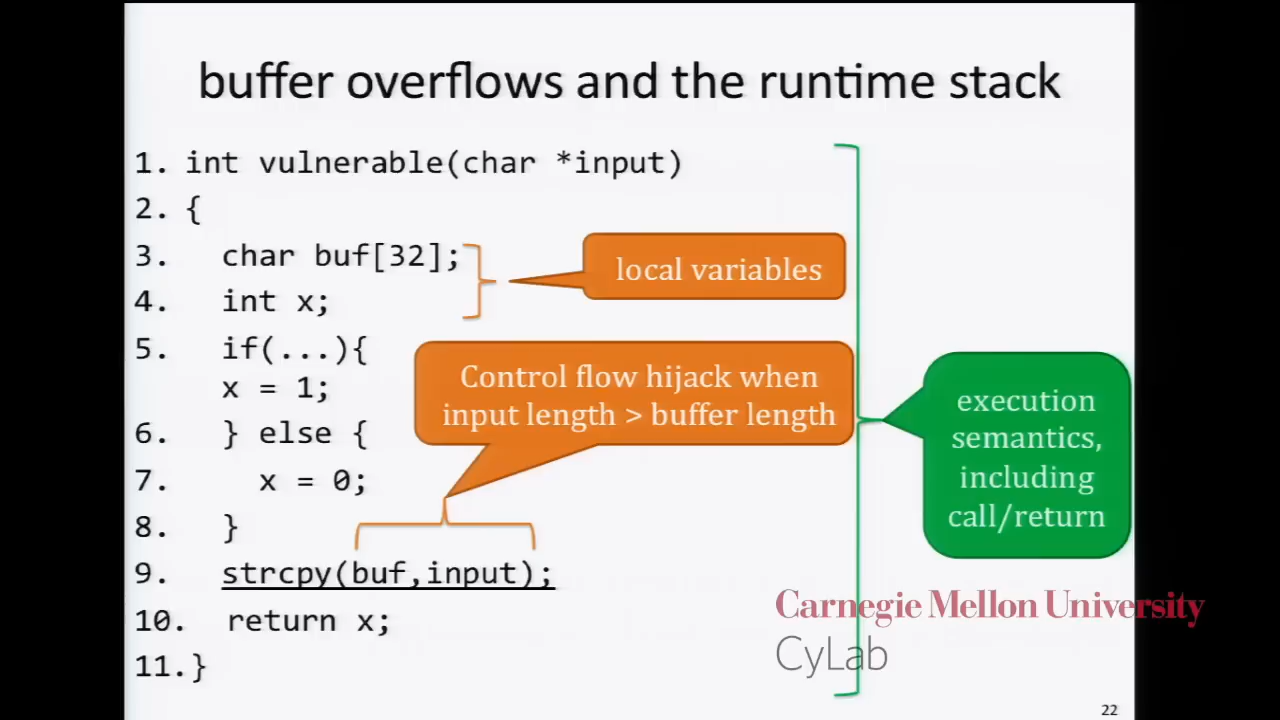 buffer overflows and the runtime stack
1. int vulnerable(char *input)
2. {
3. char buf[32];
local variables
4. int x;
5. if(...){
x = 1;
Control flow hijack when
input length > buffer length
6. } else {
7. x = 0;
8. }
9. strcpy(buf,input);
10. return x;
11.}
execution
semantics,
including
call/return
Carnegie Mellon University
CyLab
22